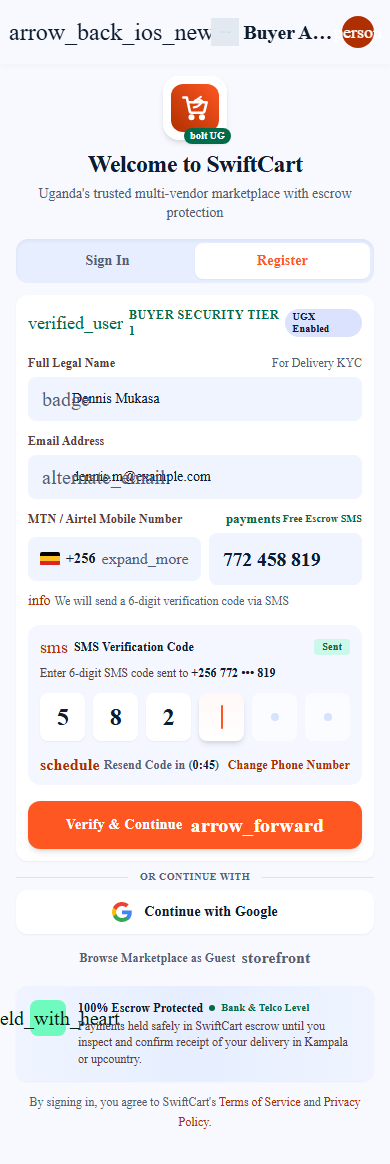 arrow_back_ios_new Buyer A...
bolt UG
Welcome to SwiftCart
Uganda's trusted multi-vendor marketplace with escrow
protection
Sign In Register
verified_user BUYER SECURITY TIER 1 UGX Enabled
Full Legal Name For Delivery KYC
badge Dennis Mukasa
Email Address
alternate_email dennis.m@example.com
MTN / Airtel Mobile Number payments Free Escrow SMS
+256 expand_more 772 458 819
info We will send a 6-digit verification code via SMS
sms SMS Verification Code Sent
Enter 6-digit SMS code sent to +256 772 ••• 819
5 8 2
schedule Resend Code in (0:45) Change Phone Number
Verify & Continue arrow_forward
OR CONTINUE WITH
Continue with Google
Browse Marketplace as Guest storefront
eld_with_heart 100% Escrow Protected Bank & Telco Level
Payments held safely in SwiftCart escrow until you
inspect and confirm receipt of your delivery in Kampala
or upcountry.
By signing in, you agree to SwiftCart's Terms of Service and Privacy
Policy.